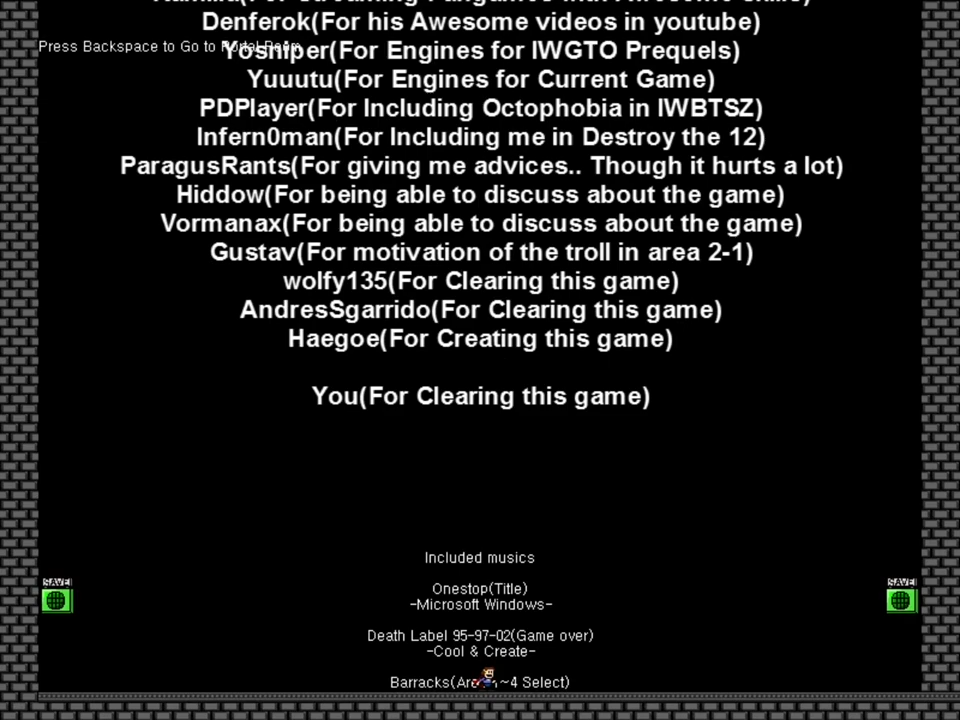 Denferok(For his Awesome videos in youtube)
Press Backspace to Go to Portal Room
Yoshiper(For Engines for IWGTO Prequels)
Yuuutu(For Engines for Current Game)
PDPlayer(For Including Octophobia in IWBTSZ)
Infern0man(For Including me in Destroy the 12)
ParagusRants(For giving me advices.. Though it hurts a lot)
Hiddow(For being able to discuss about the game)
Vormanax(For being able to discuss about the game)
Gustav(For motivation of the troll in area 2-1)
wolfy135(For Clearing this game)
AndresSgarrido(For Clearing this game)
Haegoe(For Creating this game)
You(For Clearing this game)
Included musics
SAVE!
SAVE!
Onestop(Title)
-Microsoft Windows-
Death Label 95-97-02(Game over)
-Cool & Create-
Select)